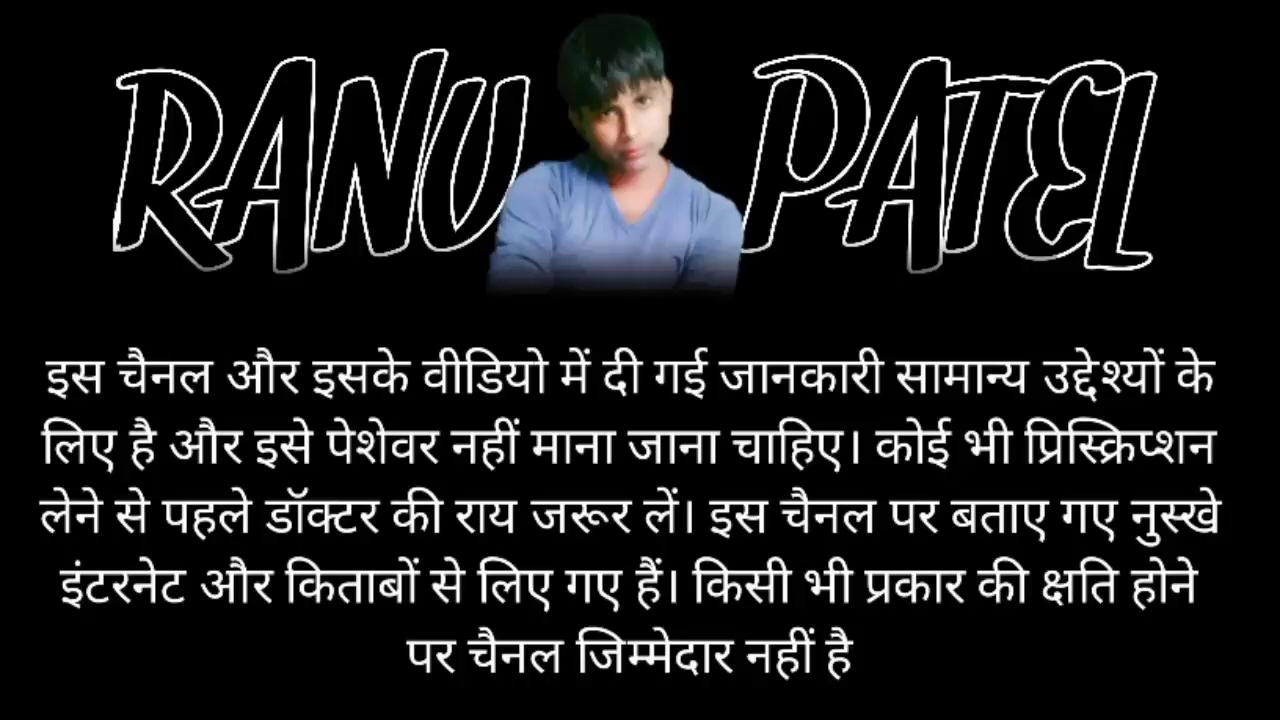 RANU PATEL
इस चैनल और इसके वीडियो में दी गई जानकारी सामान्य उद्देश्यों के
लिए है और इसे पेशेवर नहीं माना जाना चाहिए। कोई भी प्रिस्क्रिप्शन
लेने से पहले डॉक्टर की राय जरूर लें। इस चैनल पर बताए गए नुस्खे
इंटरनेट और किताबों से लिए गए हैं। किसी भी प्रकार की क्षति होने
पर चैनल जिम्मेदार नहीं है